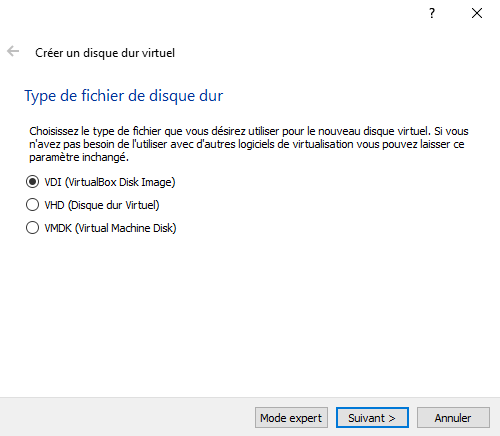 ?
Créer un disque dur virtuel
Type de fichier de disque dur
Choisissez le type de fichier que vous désirez utiliser pour le nouveau disque virtuel. Si vous
n'avez pas besoin de l'utiliser avec d'autres logiciels de virtualisation vous pouvez laisser ce
paramètre inchangé.
VDI (VirtualBox Disk Image)
VHD (Disque dur Virtuel)
VMDK (Virtual Machine Disk)
Mode expert Suivant > Annuler